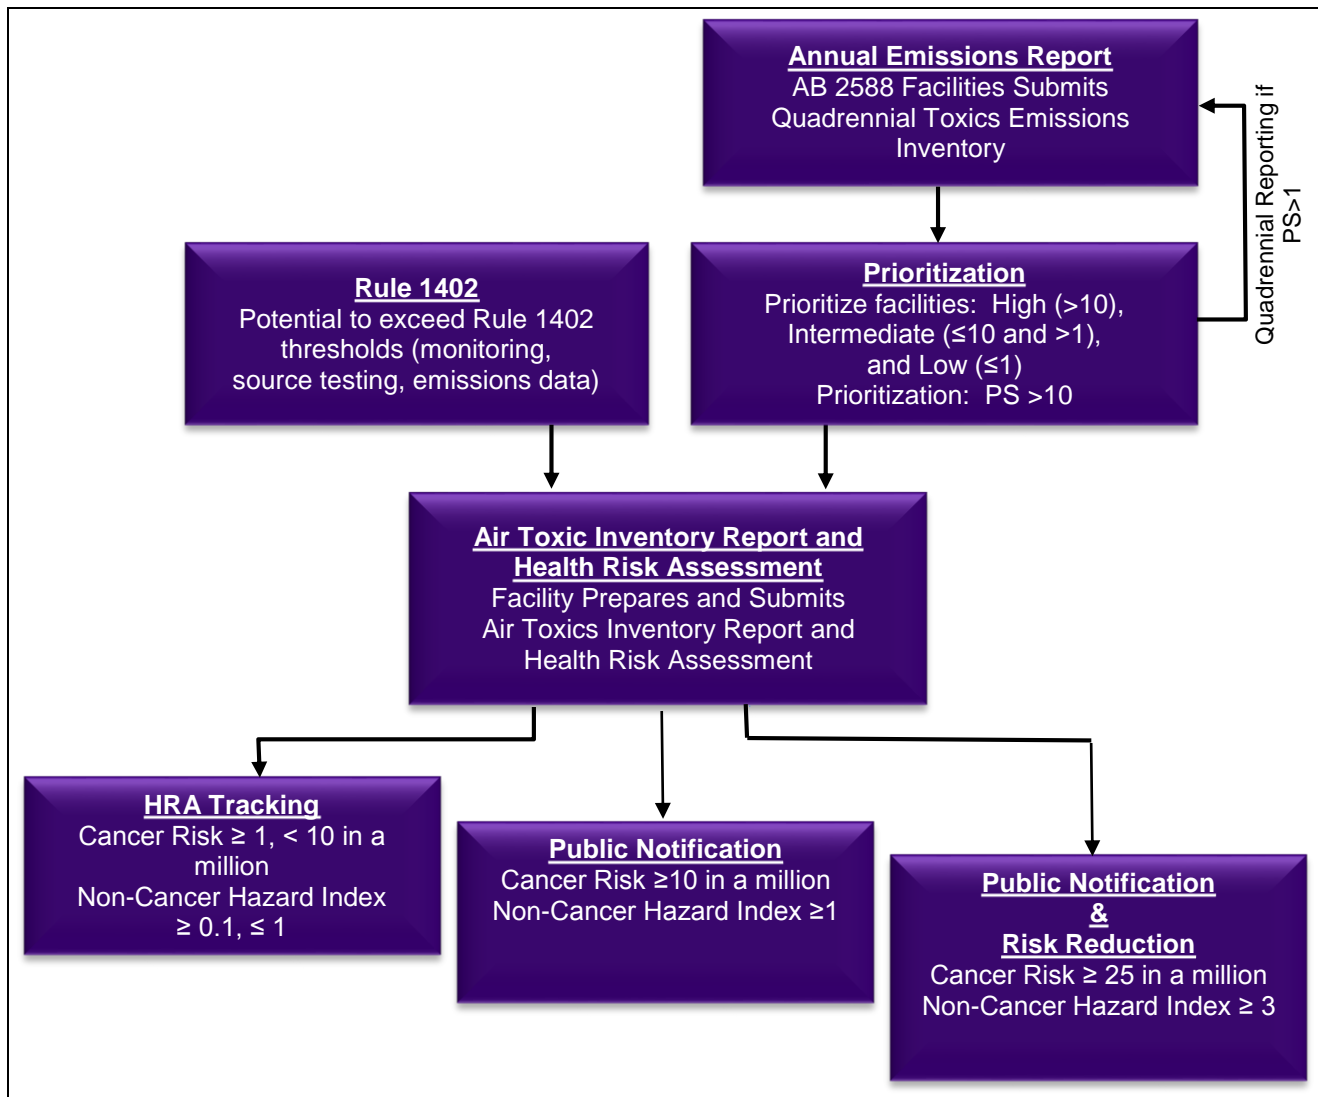 Annual Emissions Report
AB 2588 Facilities Submits
Quadrennial Toxics Emissions
Inventory
Quadrennial Reporting if
PS>1
Rule 1402
Potential to exceed Rule 1402
thresholds (monitoring,
source testing, emissions data)
Prioritization
Prioritize facilities:  High (>10),
Intermediate (≤10 and >1),
and Low (≤1)
Prioritization:  PS >10
Air Toxic Inventory Report and
Health Risk Assessment
Facility Prepares and Submits
Air Toxics Inventory Report and
Health Risk Assessment
HRA Tracking
Cancer Risk ≥ 1, < 10 in a
million
Non-Cancer Hazard Index
≥ 0.1, ≤ 1
Public Notification
Cancer Risk ≥10 in a million
Non-Cancer Hazard Index ≥1
Public Notification
&
Risk Reduction
Cancer Risk ≥ 25 in a million
Non-Cancer Hazard Index ≥ 3